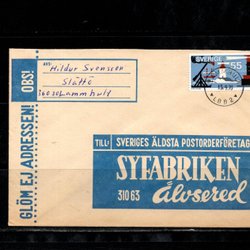 SVERIGE 55
OBS!
GLÖM EJ ADRESSEN!
AVS:
Hildur Svensson
Slättö
36030 Lammhult
TILL:
SVERIGES ÄLDSTA POSTORDERFÖRETAG
SYFABRIKEN
310 63 älvsered